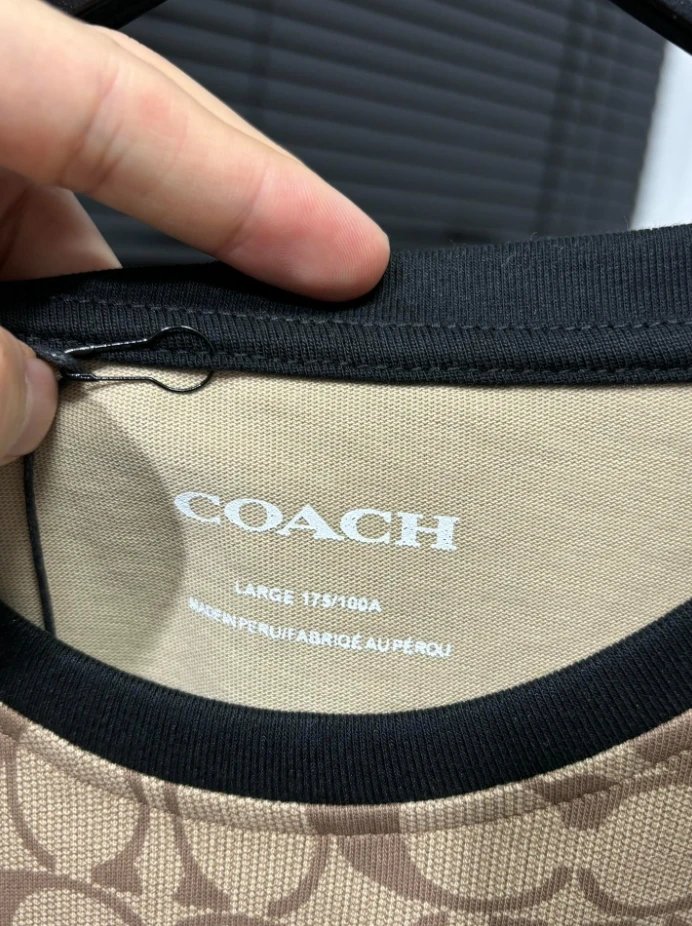 COACH
LARGE 175/100A
MADE IN PERU/FABRIQÉ AU PÉROU